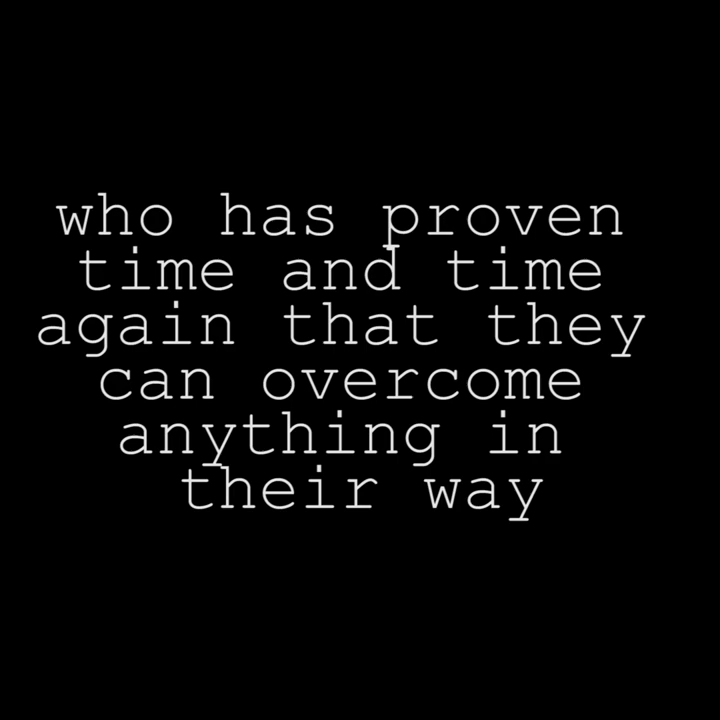 who has proven
time and time
again that they
can overcome
anything in
their way